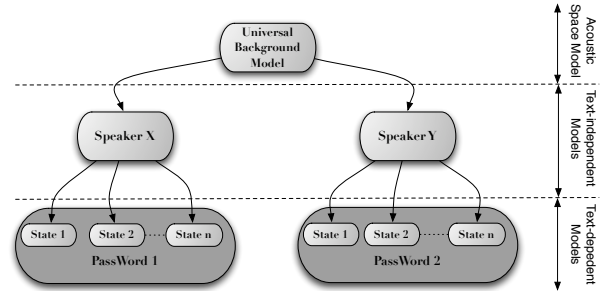 Universal
Background
Model
Acoustic
Space Model
Speaker X
Speaker Y
Text-independent
Models
State 1
State 2
State n
PassWord 1
State 1
State 2
State n
PassWord 2
Text-depedent
Models